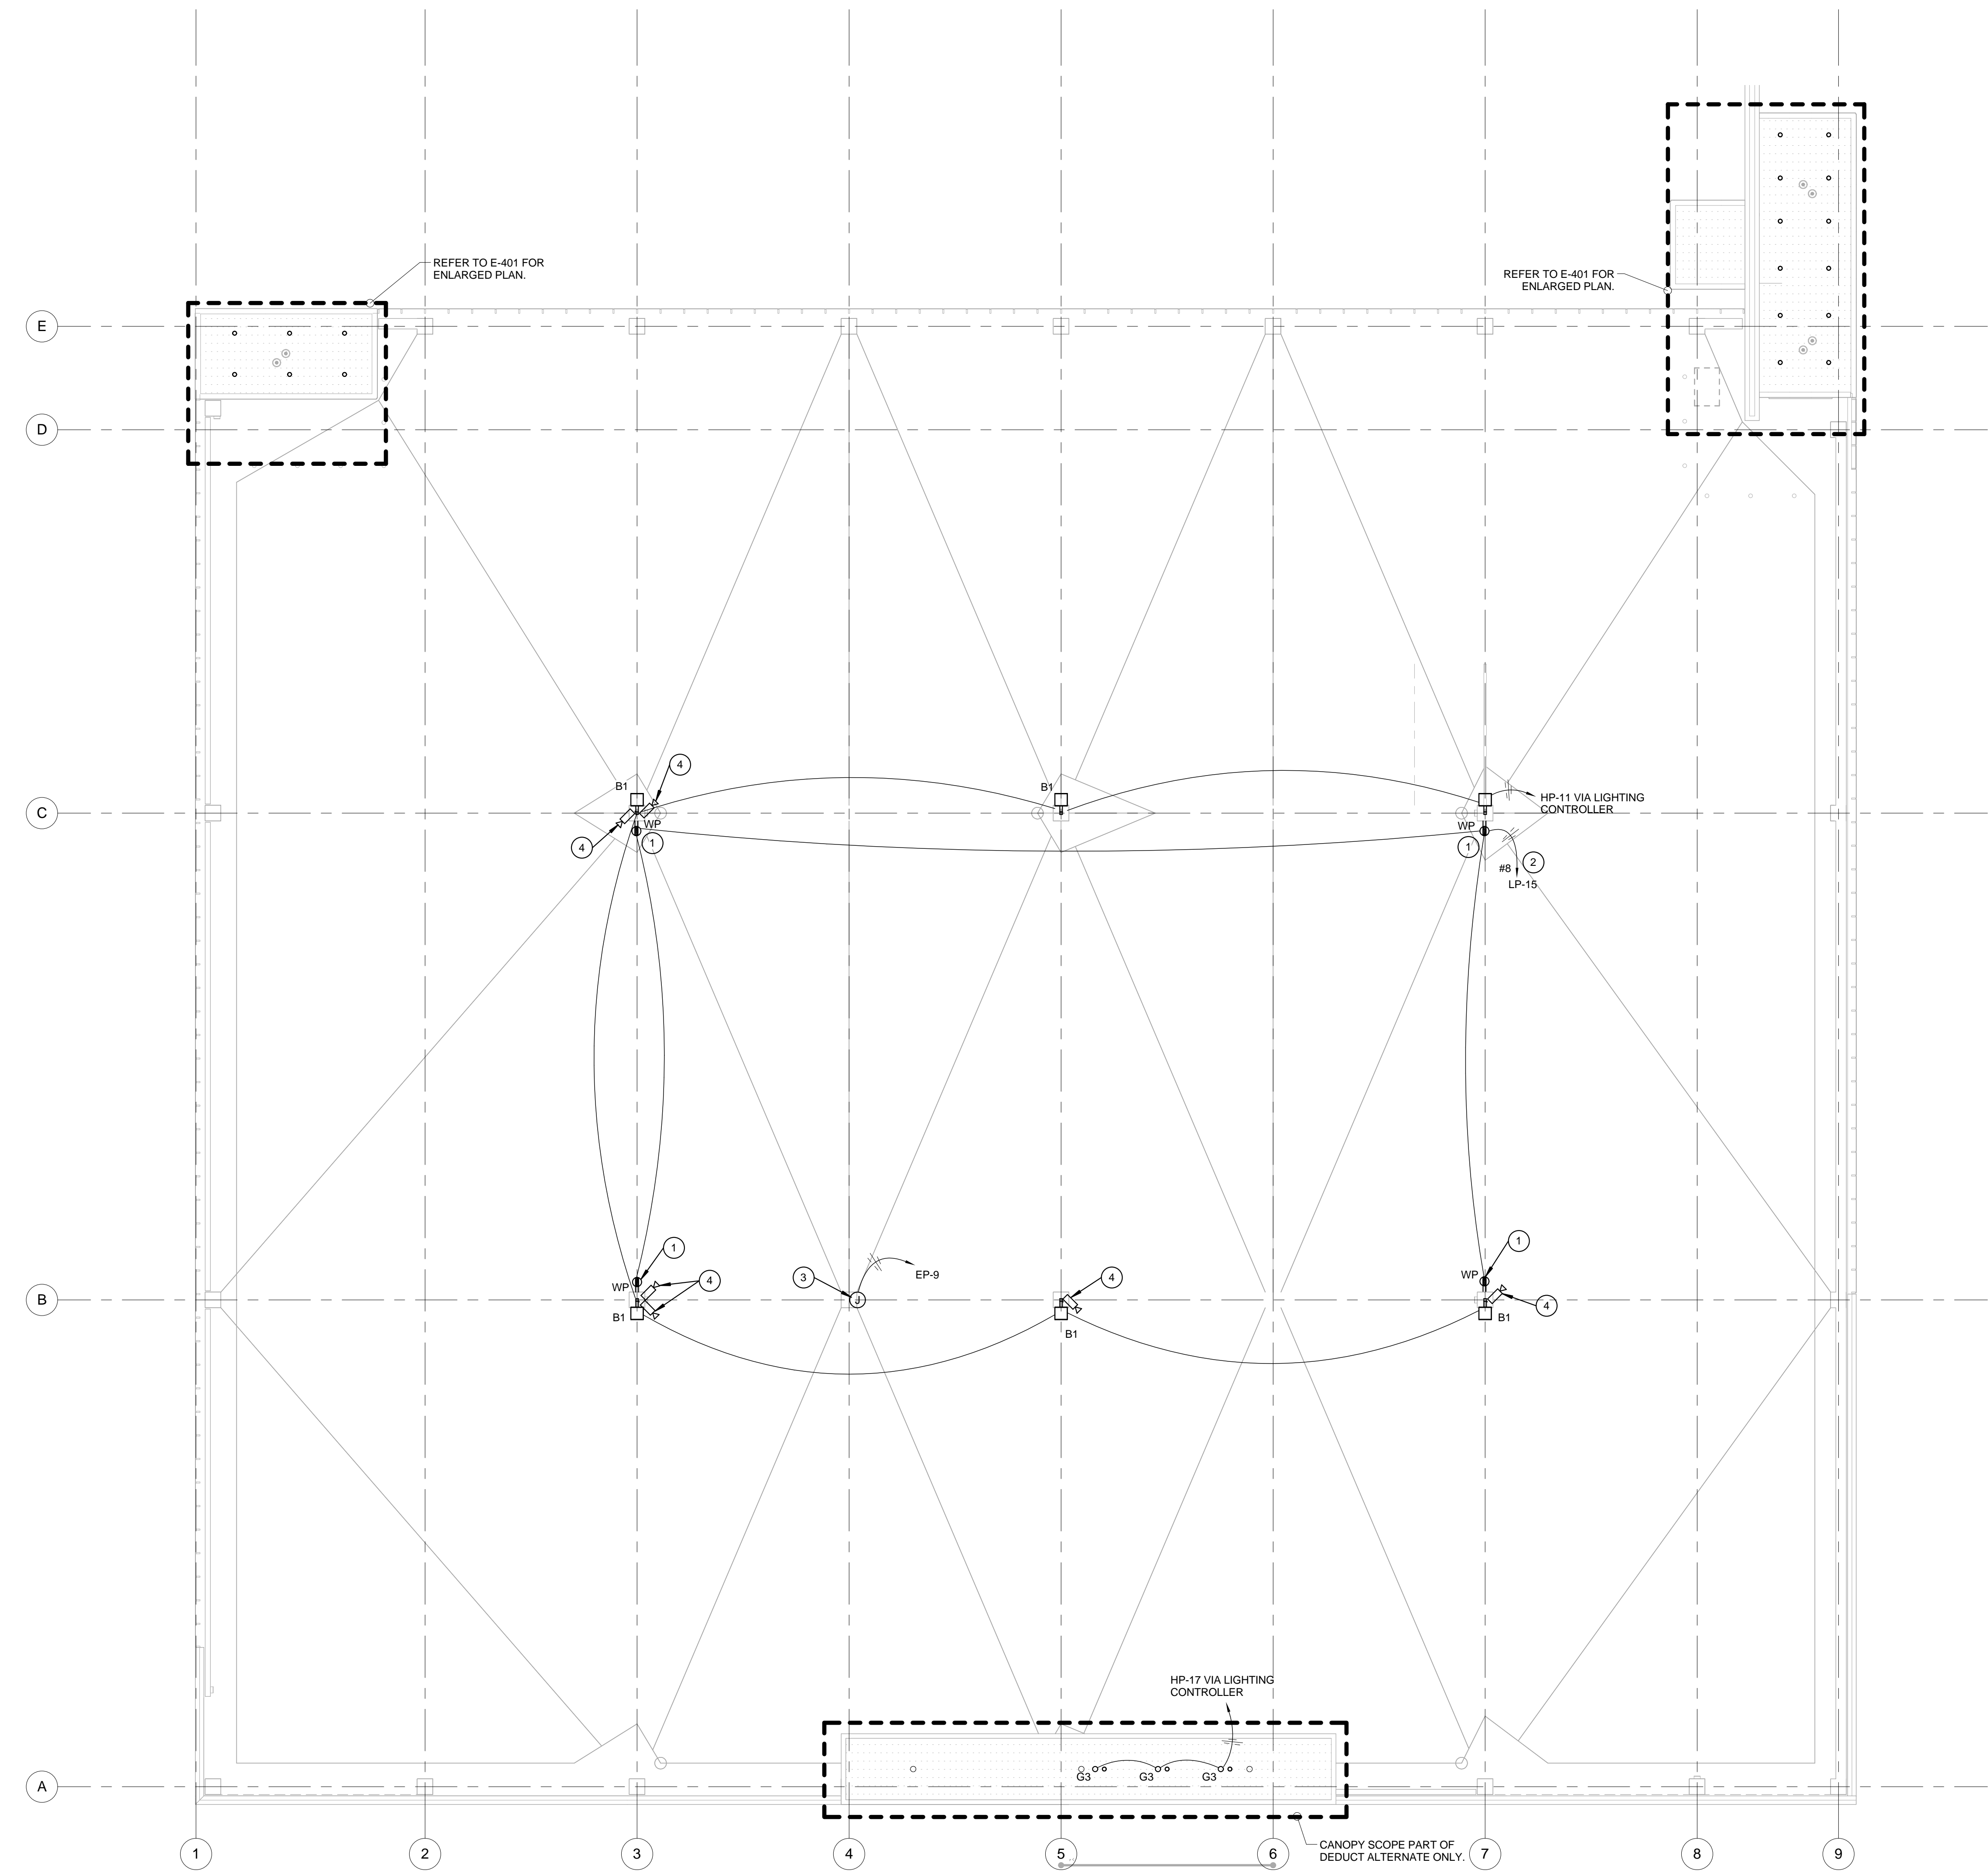 REFER TO E-401 FOR
ENLARGED PLAN.
REFER TO E-401 FOR
ENLARGED PLAN.
E
D
4
B1
B1
HP-11 VIA LIGHTING
CONTROLLER
C
WP
WP
4
1
1
2
#8
LP-15
1
1
3
4
EP-9
4
WP
WP
B
J
4
B1
B1
B1
HP-17 VIA LIGHTING
CONTROLLER
G3
G3
G3
A
CANOPY SCOPE PART OF
DEDUCT ALTERNATE ONLY.
1
2
3
4
5
6
7
8
9